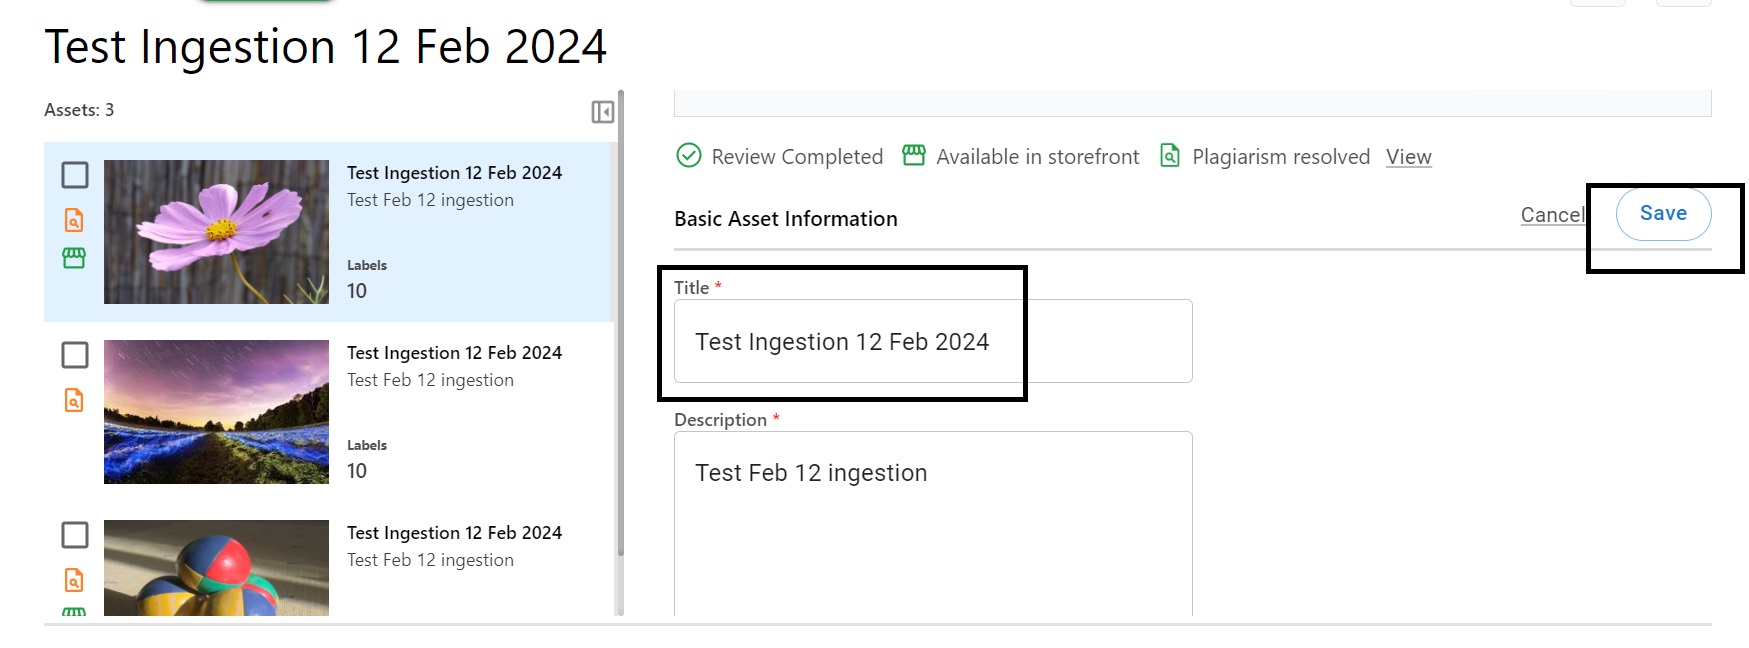 Test Ingestion 12 Feb 2024
Assets: 3
Test Ingestion 12 Feb 2024
Test Feb 12 ingestion
Labels
10
Test Ingestion 12 Feb 2024
Test Feb 12 ingestion
Labels
10
Test Ingestion 12 Feb 2024
Test Feb 12 ingestion
Review Completed Available in storefront Plagiarism resolved View
Basic Asset Information Cancel Save
Title *
Test Ingestion 12 Feb 2024
Description *
Test Feb 12 ingestion